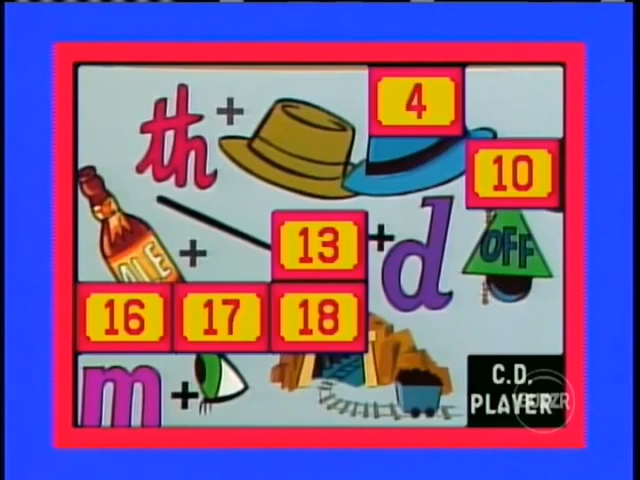 th + 4
10
ALE + 13 + d OFF
16 17 18
m + C.D.
PLAYER